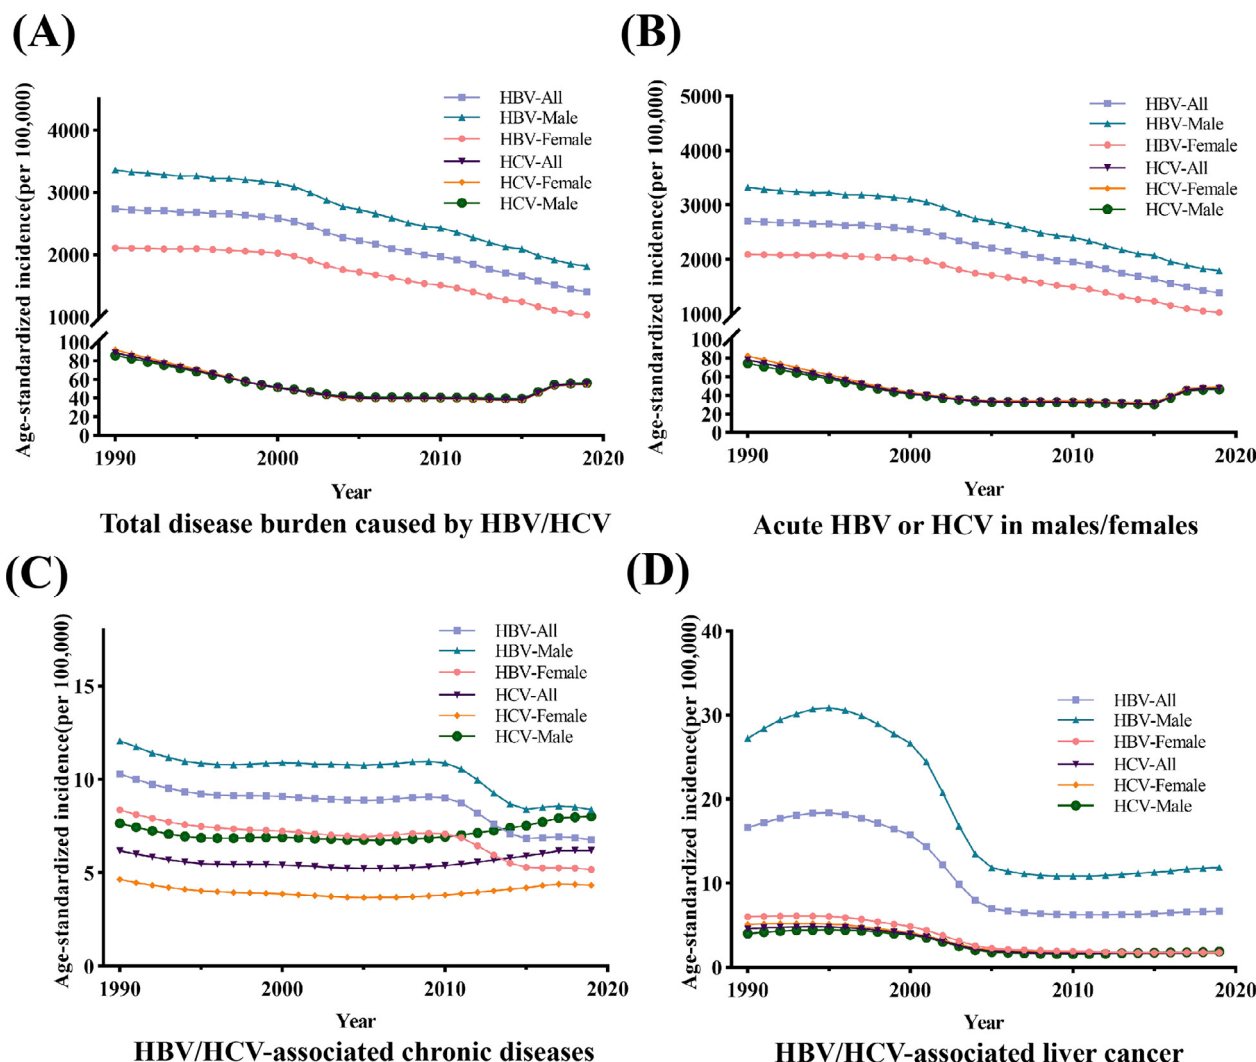 (A)
Age-standardized incidence(per 100,000)
4000
3000
2000
1000
100
80
60
40
20
0
1990
2000
2010
2020
Year
HBV-All
HBV-Male
HBV-Female
HCV-All
HCV-Female
HCV-Male
Total disease burden caused by HBV/HCV
(B)
Age-standardized incidence(per 100,000)
5000
4000
3000
2000
1000
100
80
60
40
20
0
1990
2000
2010
2020
Year
HBV-All
HBV-Male
HBV-Female
HCV-All
HCV-Female
HCV-Male
Acute HBV or HCV in males/females
(C)
Age-standardized incidence(per 100,000)
15
10
5
0
1990
2000
2010
2020
Year
HBV-All
HBV-Male
HBV-Female
HCV-All
HCV-Female
HCV-Male
HBV/HCV-associated chronic diseases
(D)
Age-standardized incidence(per 100,000)
40
30
20
10
0
1990
2000
2010
2020
Year
HBV-All
HBV-Male
HBV-Female
HCV-All
HCV-Female
HCV-Male
HBV/HCV-associated liver cancer